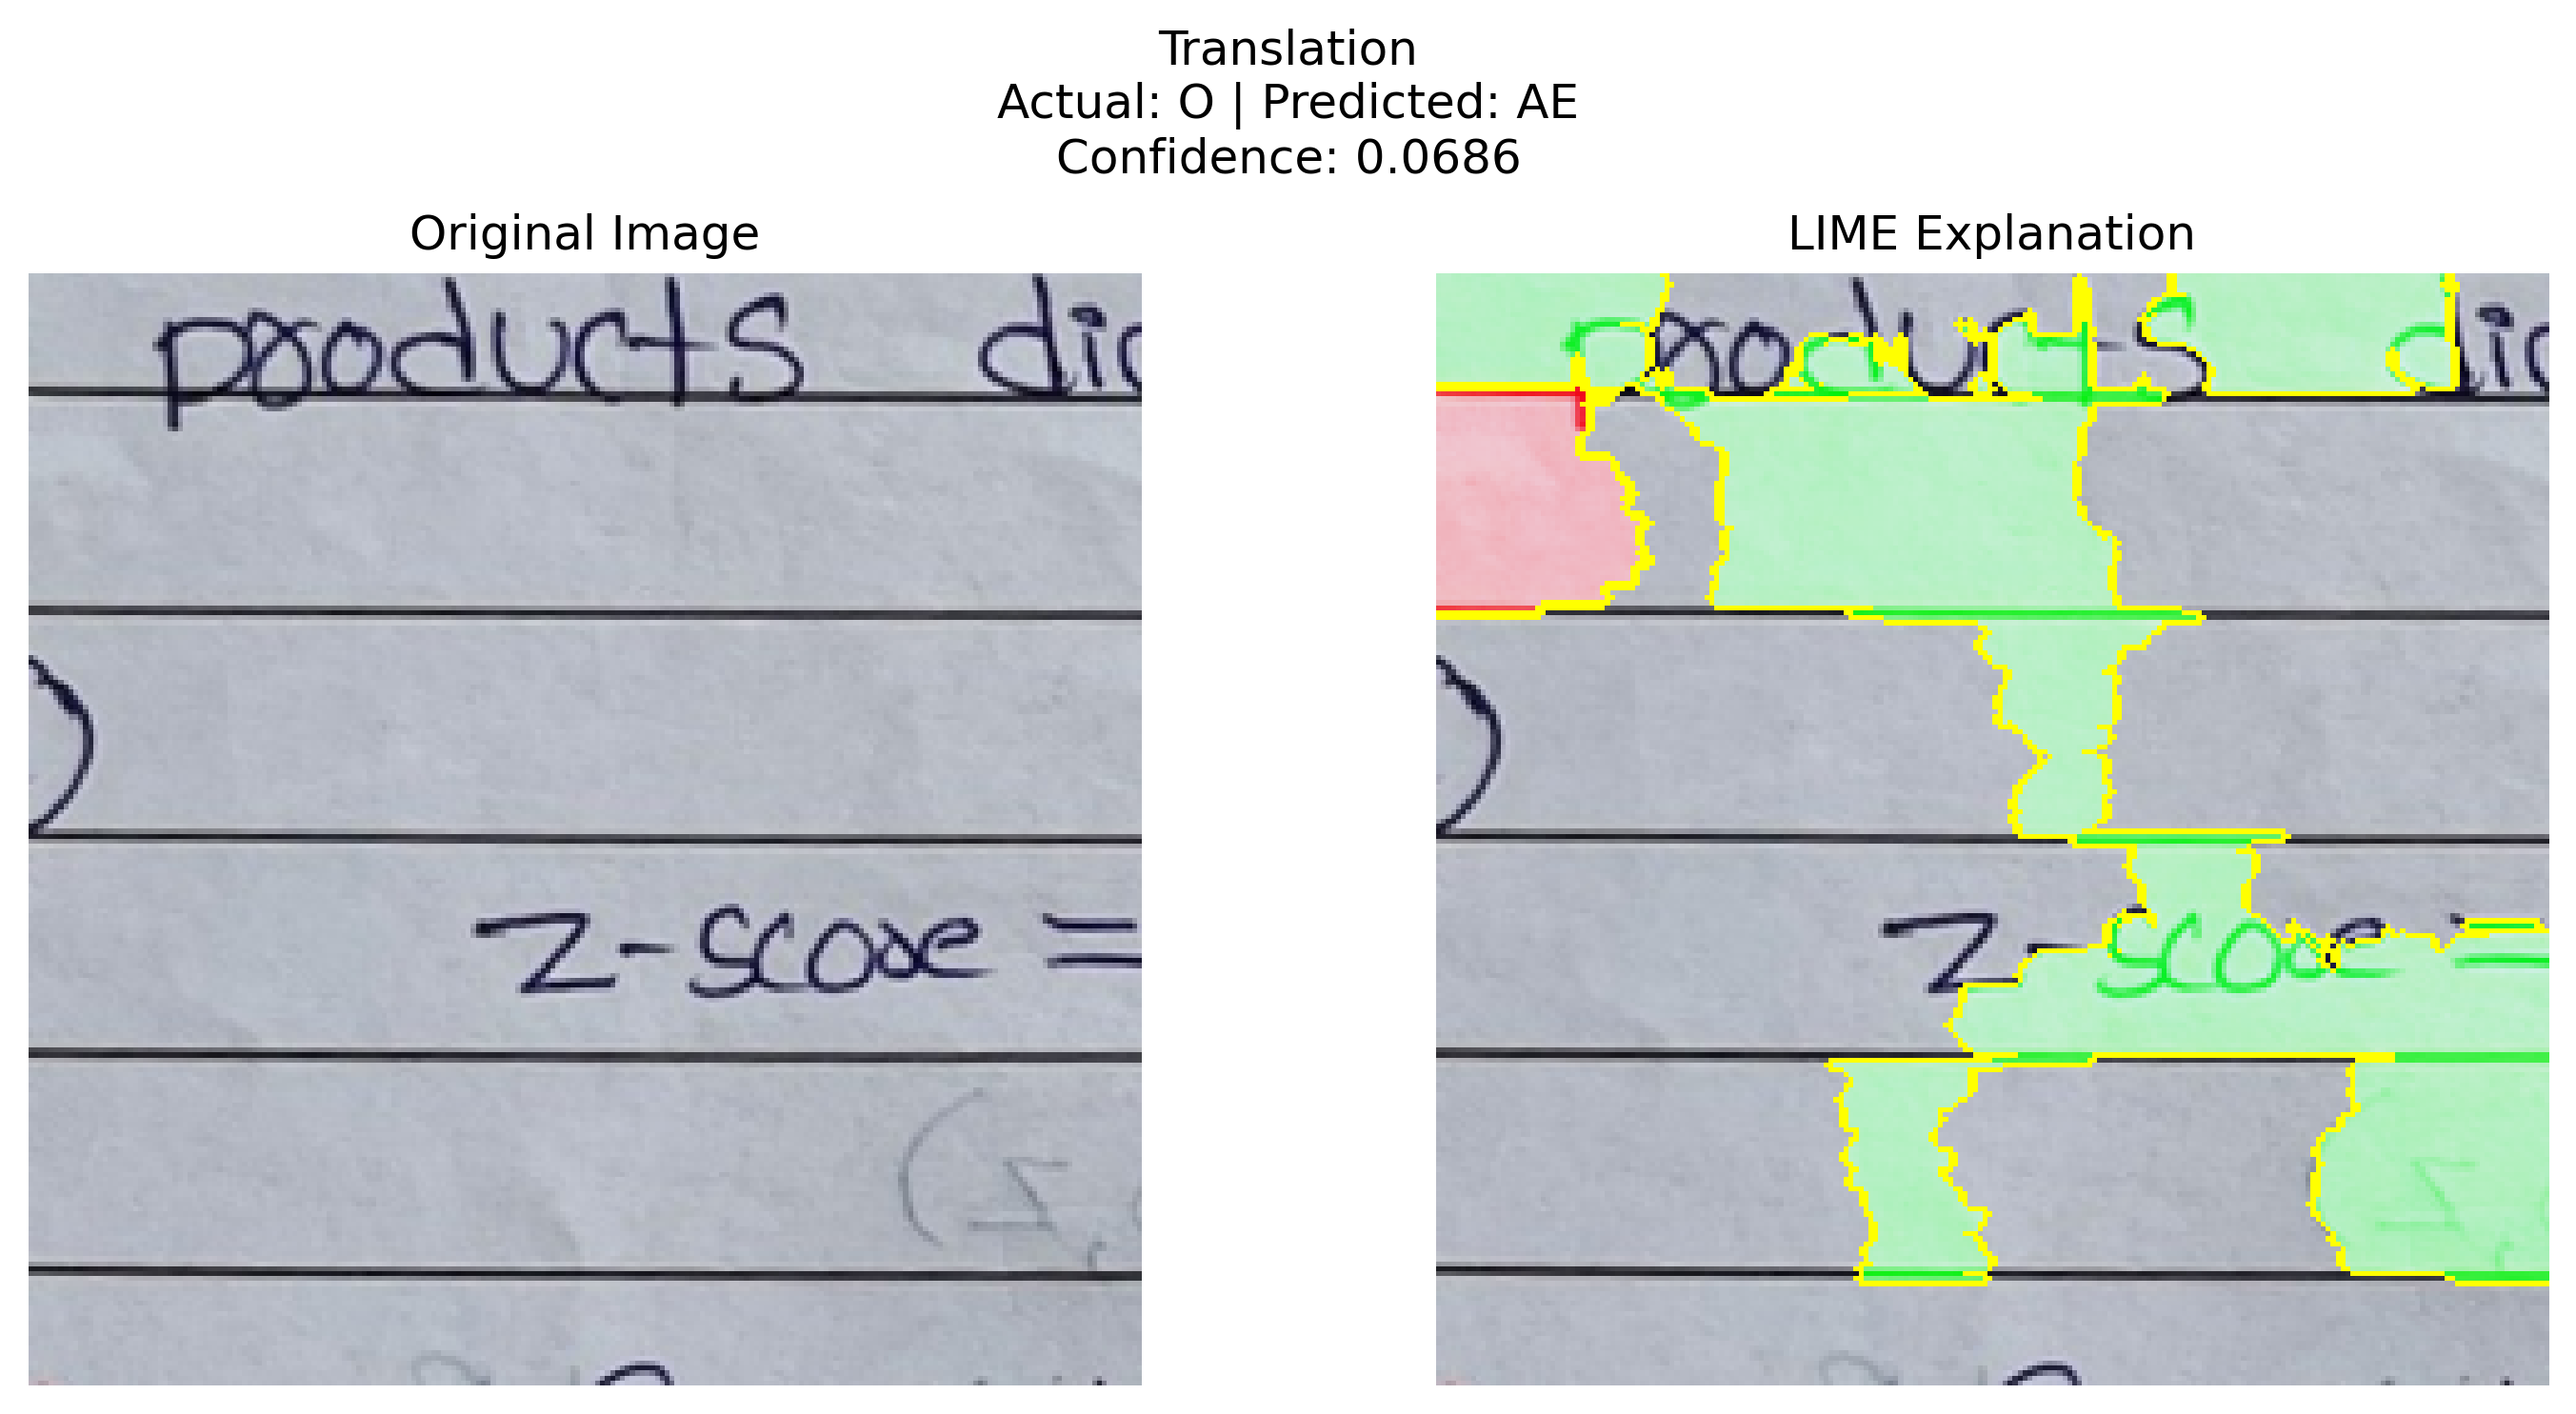 Translation
Actual: O | Predicted: AE
Confidence: 0.0686
Original Image
LIME Explanation
products
z-score =
products
z-score =